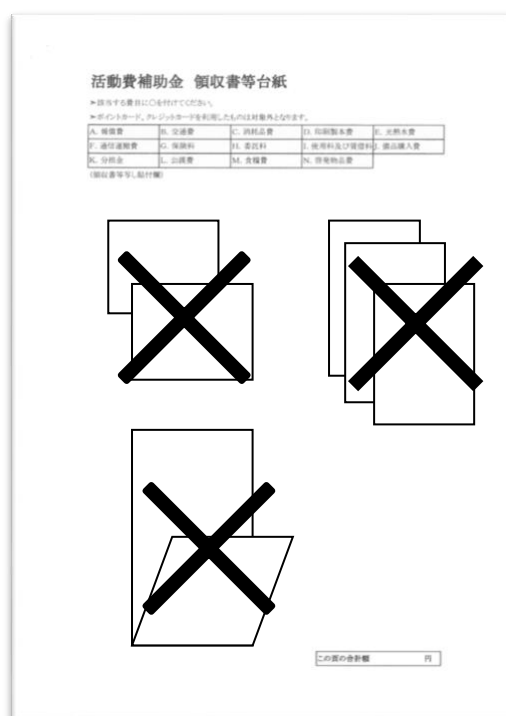 活動費補助金 領収書等台紙
➢該当する費目に○を付けてください。
➢ポイントカード、クレジットカードを利用したものは対象外となります。
A. 報償費 B. 交通費 C. 消耗品費 D. 印刷製本費 E. 光熱水費
F. 通信運搬費 G. 保険料 H. 委託料 I. 使用料及び賃借料 J. 備品購入費
K. 分担金 L. 公課費 M. 食糧費 N. 啓発物品費
(領収書等写し貼付欄)
この頁の合計額 円